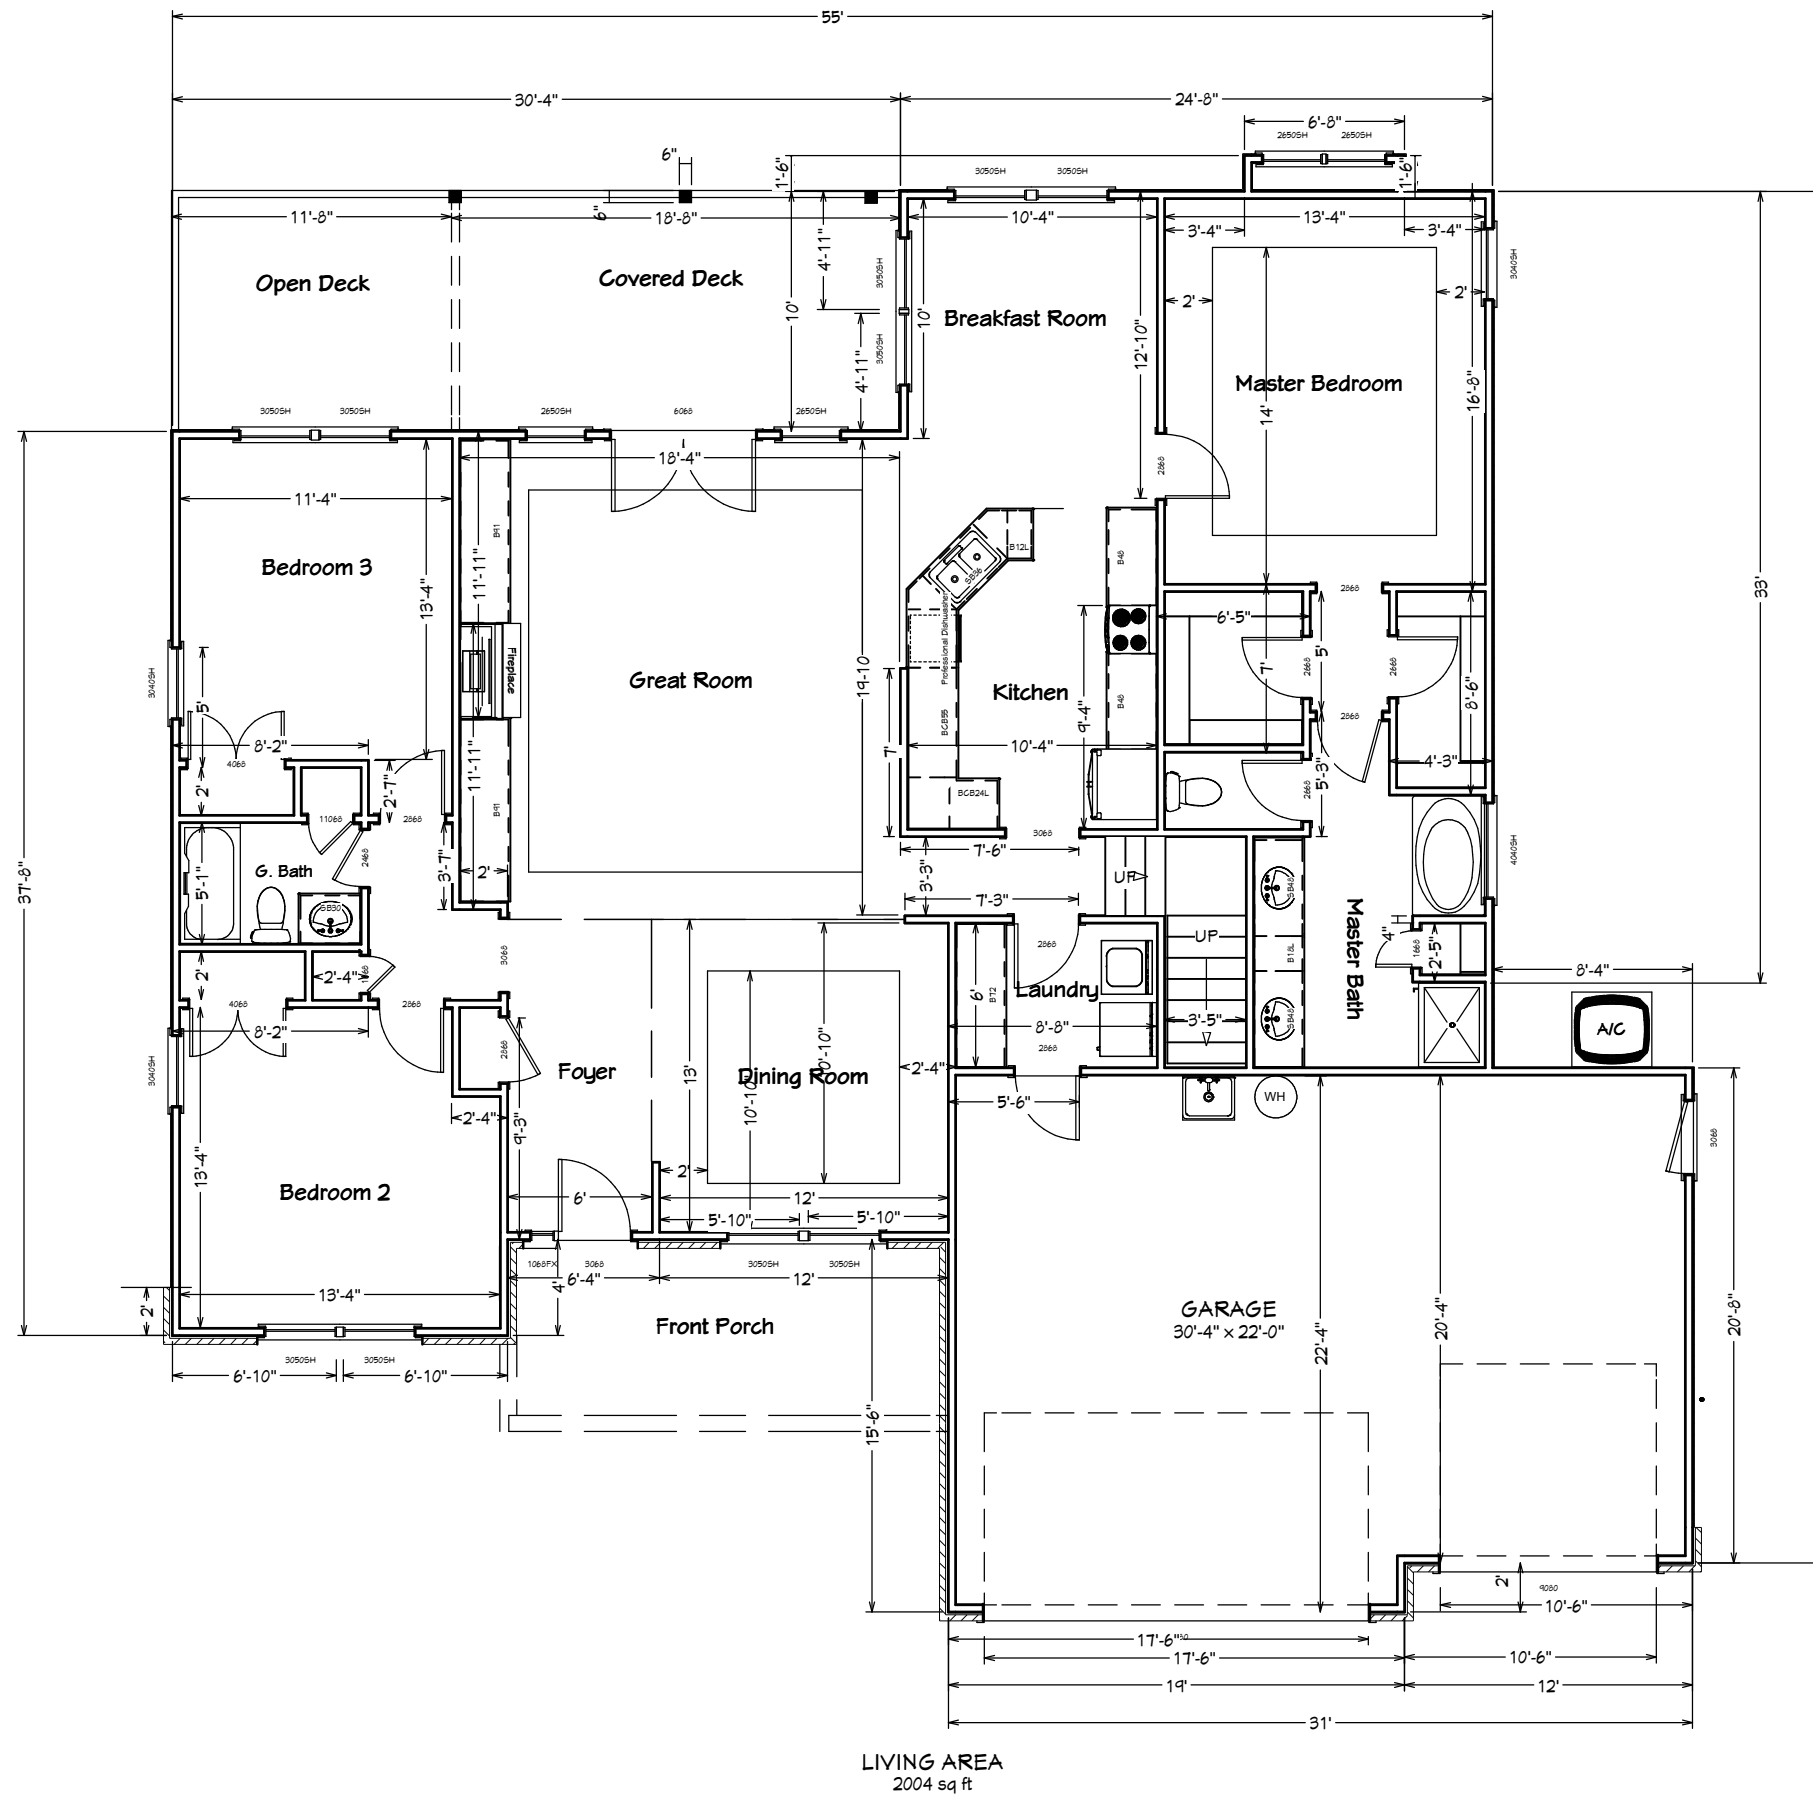 55'
30'-4"
24'-8"
6'-8"
2650SH
2650SH
6"
1'-6"
3050SH
3050SH
1'-6"
11'-8"
6"
18'-8"
10'-4"
13'-4"
3'-4"
3'-4"
4'-11"
3050SH
3040SH
Open Deck
Covered Deck
2'
2'
10'
10'
Breakfast Room
4'-11"
3050SH
12'-10"
Master Bedroom
14'
16'-8"
3050SH
3050SH
2650SH
6068
2650SH
18'-4"
2868
11'-4"
B91
Bedroom 3
11'-11"
13'-4"
B12L
SB36
B48
2868
33'
Professional Dishwasher
6'-5"
3040SH
Fireplace
Great Room
19'-10
Kitchen
5'
7'
2668
2668
8'-6"
5'
BCB55
B48
9'-4"
2868
8'-2"
4068
11'-11"
7'
10'-4"
4'-3"
2'
2'-7"
BCB24L
5'-3"
2668
11068
2868
B91
3068
7'-6"
37'-8"
G. Bath
2468
3'-7"
2'
3'-3"
UP
SB48
4040SH
5'-1"
SB30
7'-3"
Master Bath
4"
2868
UP
B18L
1668
2'-5"
2'
2'-4"
3068
8'-4"
4068
2868
6'
B72
Laundry
8'-8"
3'-5"
SB48
8'-2"
2868
A/C
3040SH
2868
Foyer
13'
10'-10"
10'-10"
Dining Room
2'-4"
5'-6"
WH
2'-4"
9'-3"
3068
13'-4"
Bedroom 2
6'
2'
12'
5'-10"
5'-10"
1068FX
3068
3050SH
3050SH
6'-4"
12'
4'
2'
13'-4"
Front Porch
GARAGE
30'-4" x 22'-0"
22'-4"
20'-4"
20'-8"
3050SH
3050SH
6'-10"
6'-10"
15'-6"
2'
9080
10'-6"
17'-6"
17'-6"
10'-6"
19'
12'
31'
LIVING AREA
2004 sq ft